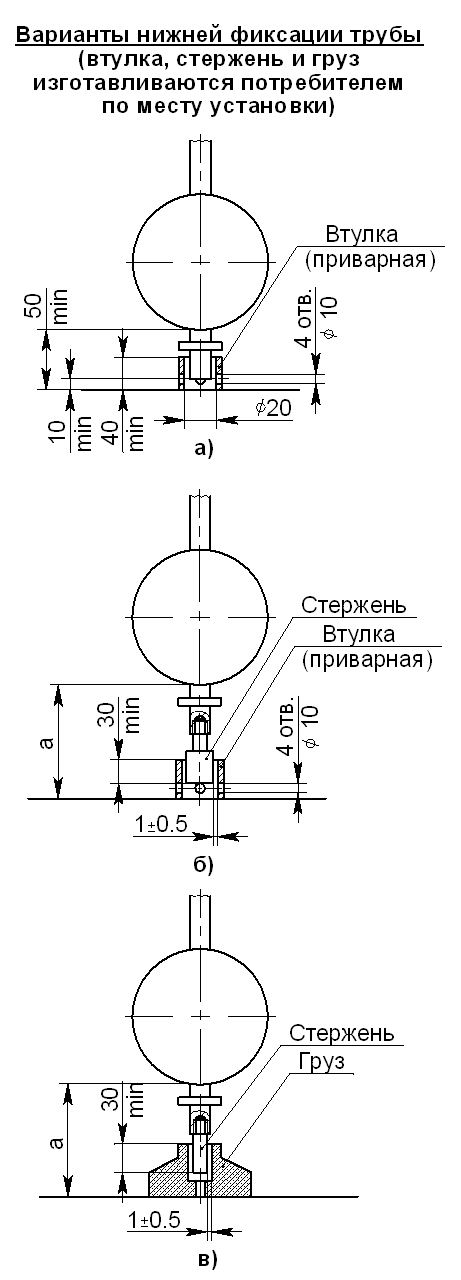 Варианты нижней фиксации трубы
(втулка, стержень и груз
изготавливаются потребителем
по месту установки)
Втулка
(приварная)
50
min
4 отв.
ϕ 10
10
min
40
min
ϕ20
а)
Стержень
Втулка
(приварная)
a
30
min
4 отв.
ϕ 10
1±0.5
б)
Стержень
Груз
a
30
min
1±0.5
в)